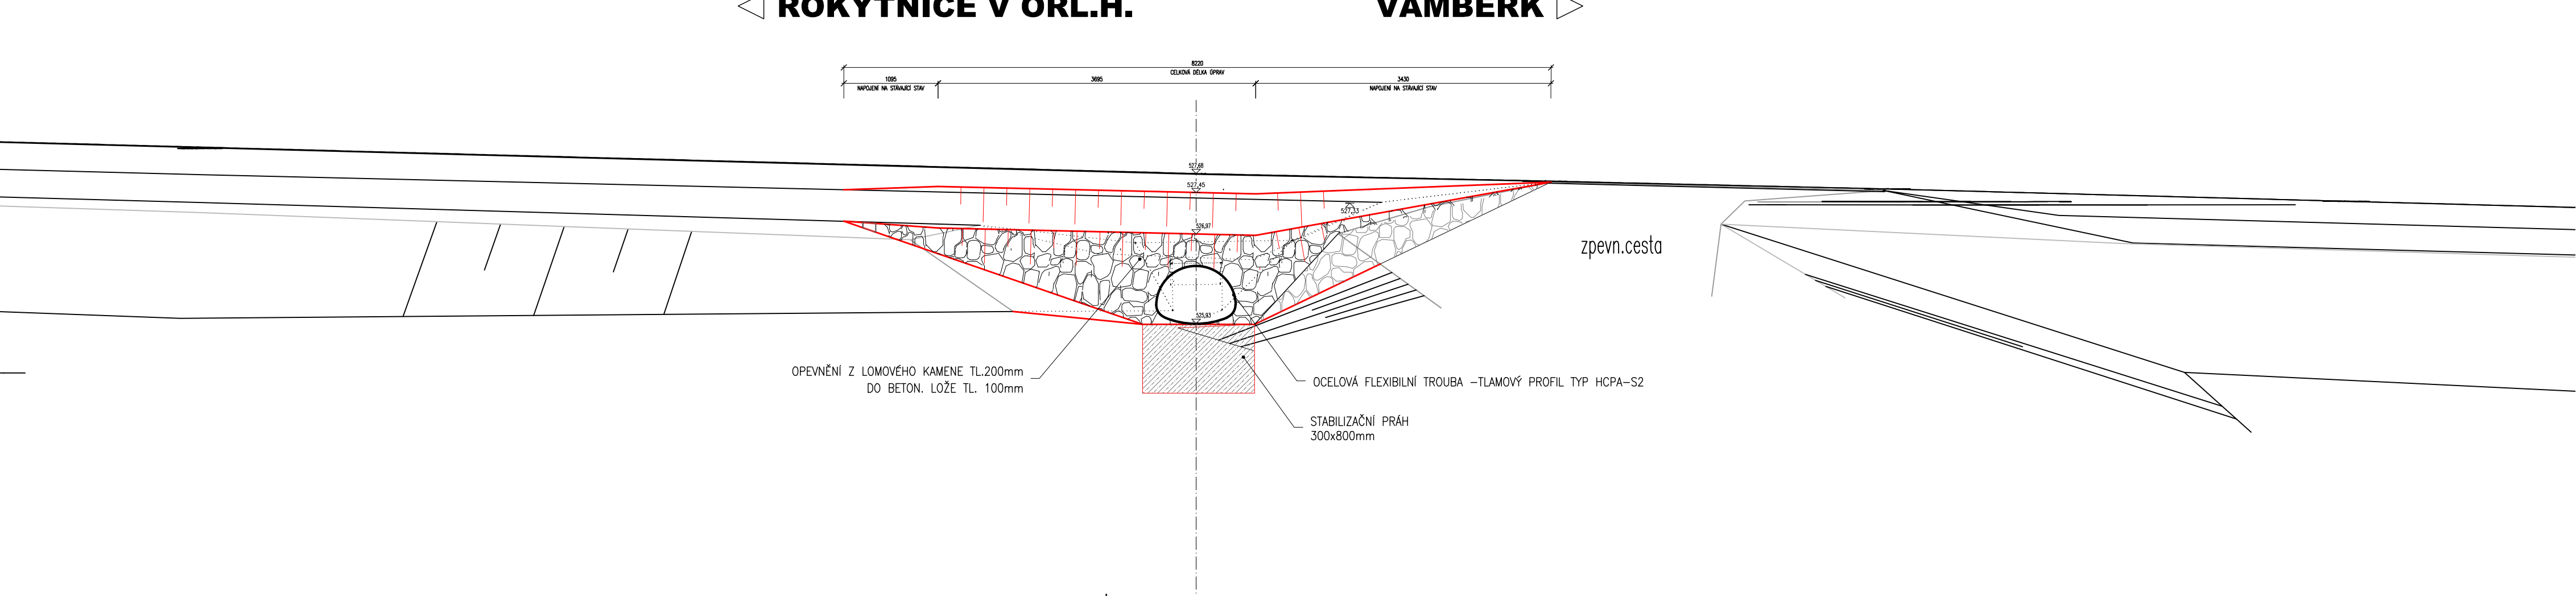 ROKYTNICE V ORL.H.
VAMBERK
8220
CELKOVÁ DÉLKA ÚPRAV
1095
3695
3430
NAPOJENÍ NA STÁVAJÍCÍ STAV
NAPOJENÍ NA STÁVAJÍCÍ STAV
527,68
527,45
527,33
526,97
zpevn.cesta
525,93
OPEVNĚNÍ Z LOMOVÉHO KAMENE TL.200mm
DO BETON. LOŽE TL. 100mm
OCELOVÁ FLEXIBILNÍ TROUBA -TLAMOVÝ PROFIL TYP HCPA-S2
STABILIZAČNÍ PRÁH
300x800mm